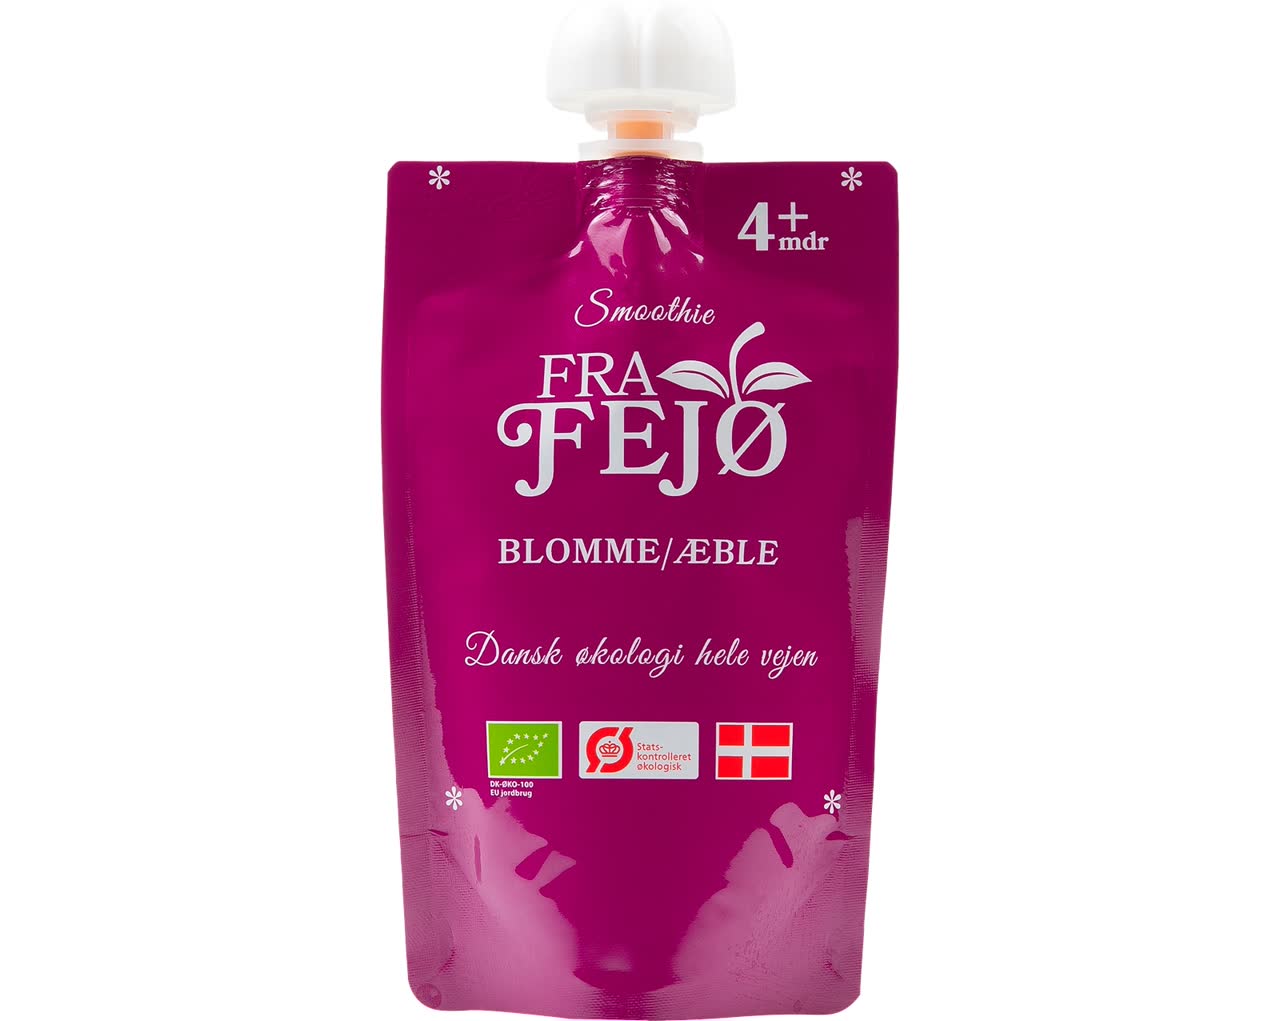 4+
mdr
Smoothie
FRA
FEJØ
BLOMME/ÆBLE
Dansk økologi hele vejen
DK-ØKO-100
EU jordbrug
Ø
Stats-
kontrolleret
økologisk